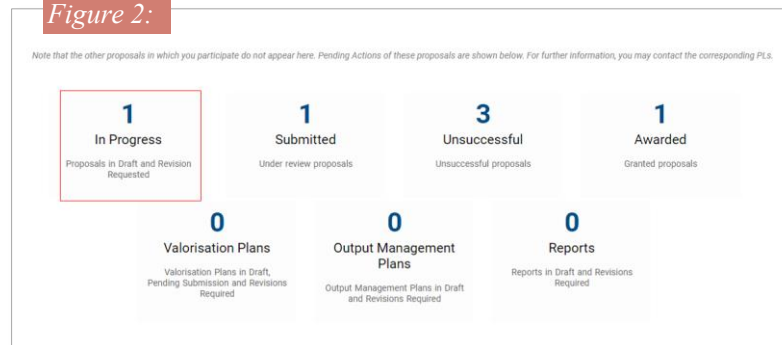 Figure 2:
Note that the other proposals in which you participate do not appear here. Pending Actions of these proposals are shown below. For further information, you may contact the corresponding PLs.
1
In Progress
Proposals in Draft and Revision
Requested
1
Submitted
Under review proposals
3
Unsuccessful
Unsuccessful proposals
1
Awarded
Granted proposals
0
Valorisation Plans
Valorisation Plans in Draft,
Pending Submission and Revisions
Required
0
Output Management
Plans
Output Management Plans in Draft
and Revisions Required
0
Reports
Reports in Draft and Revisions
Required